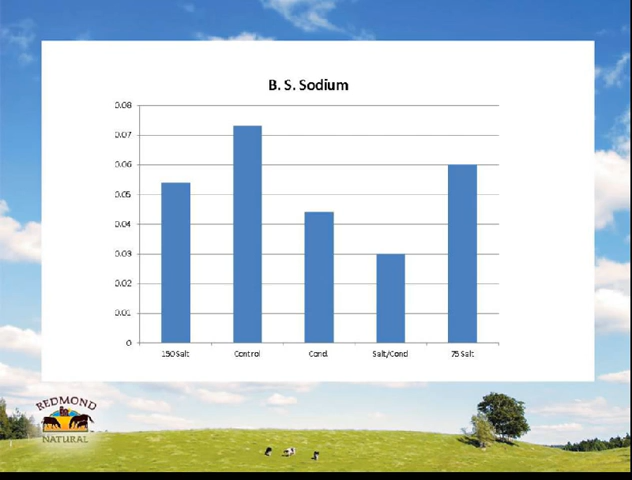 B. S. Sodium
0.08
0.07
0.06
0.05
0.04
0.03
0.02
0.01
0
150 Salt Control Cond. Salt/Cond 75 Salt
REDMOND
NATURAL